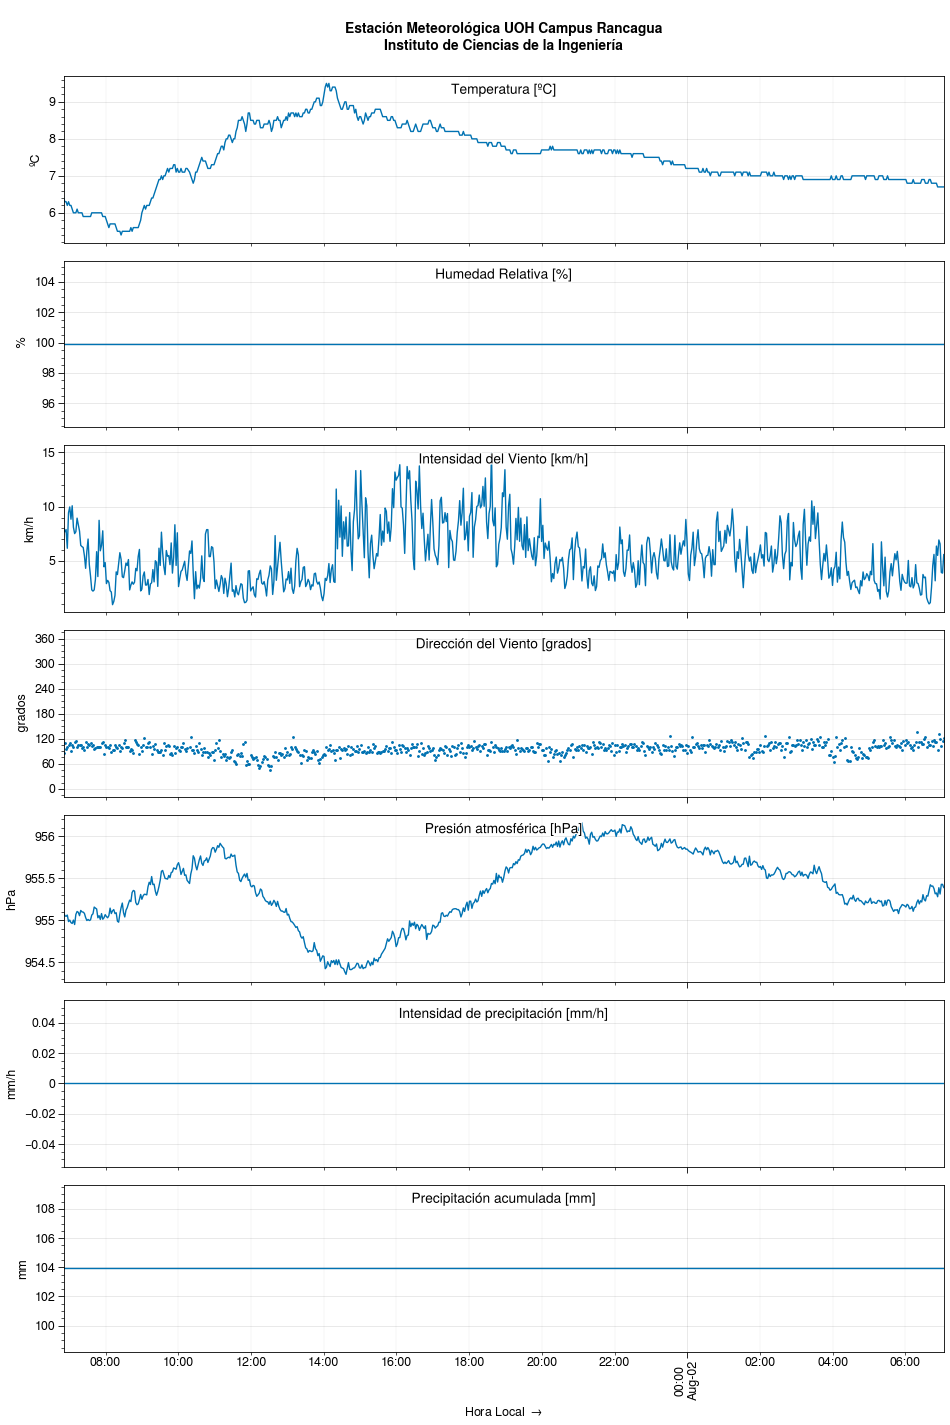 Estación Meteorológica UOH Campus Rancagua
Instituto de Ciencias de la Ingeniería
Temperatura [ºC]
ºC
9
8
7
6
Humedad Relativa [%]
%
104
102
100
98
96
Intensidad del Viento [km/h]
km/h
15
10
5
Dirección del Viento [grados]
grados
360
300
240
180
120
60
0
Presión atmosférica [hPa]
hPa
956
955.5
955
954.5
Intensidad de precipitación [mm/h]
mm/h
0.04
0.02
0
−0.02
−0.04
Precipitación acumulada [mm]
mm
108
106
104
102
100
08:00 10:00 12:00 14:00 16:00 18:00 20:00 22:00 00:00 02:00 04:00 06:00
Aug-02
Hora Local →